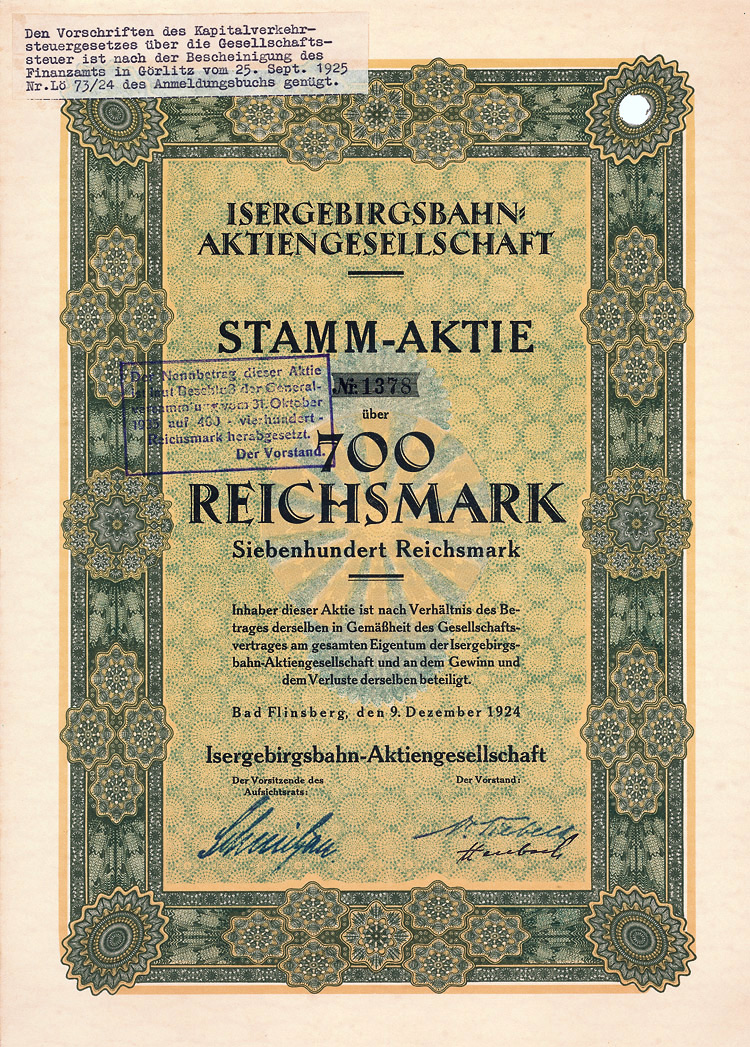 Den Vorschriften des Kapitalverkehr-
steuergesetzes über die Gesellschafts-
steuer ist nach der Bescheinigung des
Finanzamts in Görlitz vom 25. Sept. 1925
Nr.Lö 73/24 des Anmeldungsbuchs genügt.
ISERGEBIRGSBAHN-
AKTIENGESELLSCHAFT
STAMM-AKTIE
Der Nennbetrag dieser Aktie
ist laut Beschluß der General-
versammlung vom 31. Oktober
1935 auf 400 - vierhundert -
Reichsmark herabgesetzt.
Der Vorstand.
№ 1378
über
700
REICHSMARK
Siebenhundert Reichsmark
Inhaber dieser Aktie ist nach Verhältnis des Be-
trages derselben in Gemäßheit des Gesellschafts-
vertrages am gesamten Eigentum der Isergebirgs-
bahn-Aktiengesellschaft und an dem Gewinn und
dem Verluste derselben beteiligt.
Bad Flinsberg, den 9. Dezember 1924
Isergebirgsbahn-Aktiengesellschaft
Der Vorsitzende des
Aufsichtsrats:
Der Vorstand: